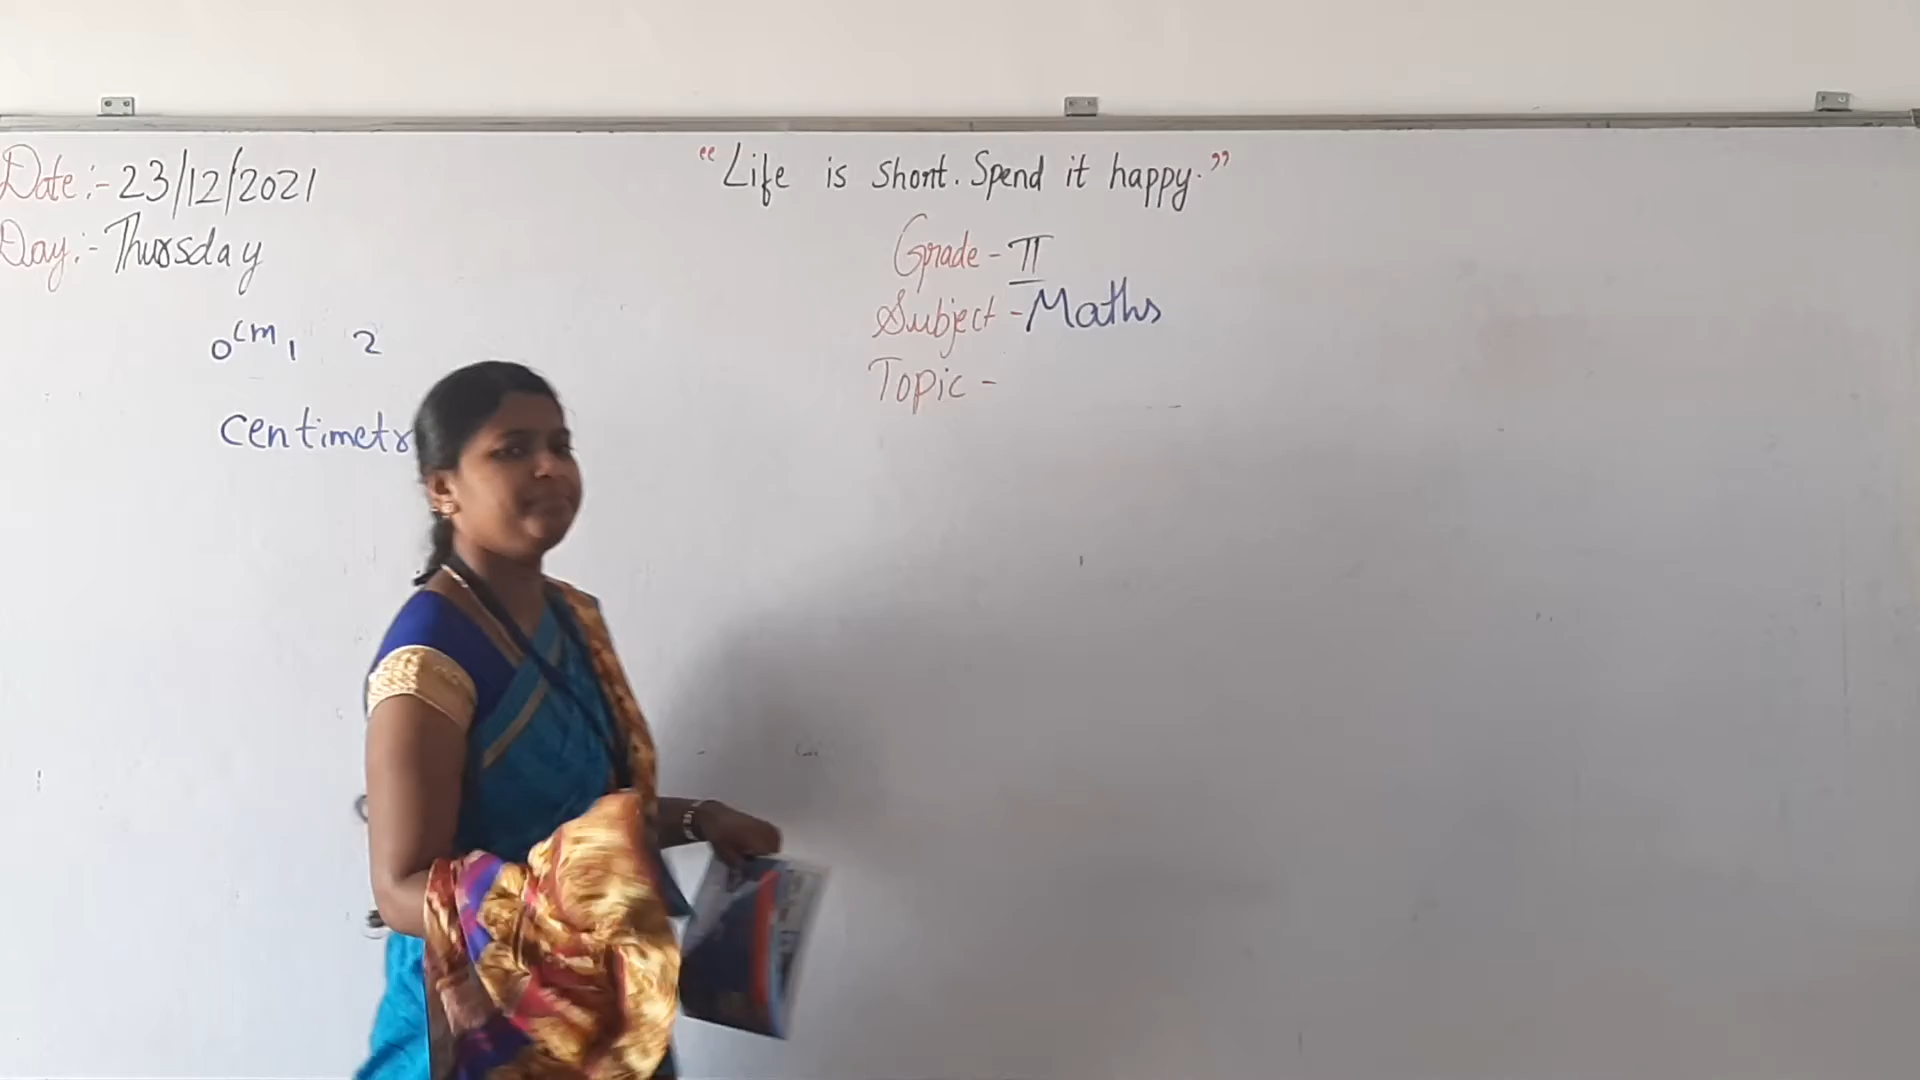 Date:- 23/12/2021
Day:- Thursday
"Life is short. Spend it happy."
Grade - II
Subject - Maths
Topic -
0cm 1 2
Centimetr